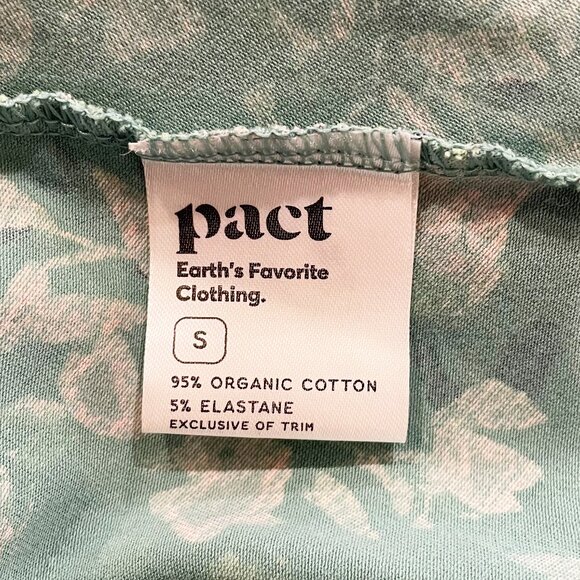 pact
Earth's Favorite
Clothing.
S
95% ORGANIC COTTON
5% ELASTANE
EXCLUSIVE OF TRIM